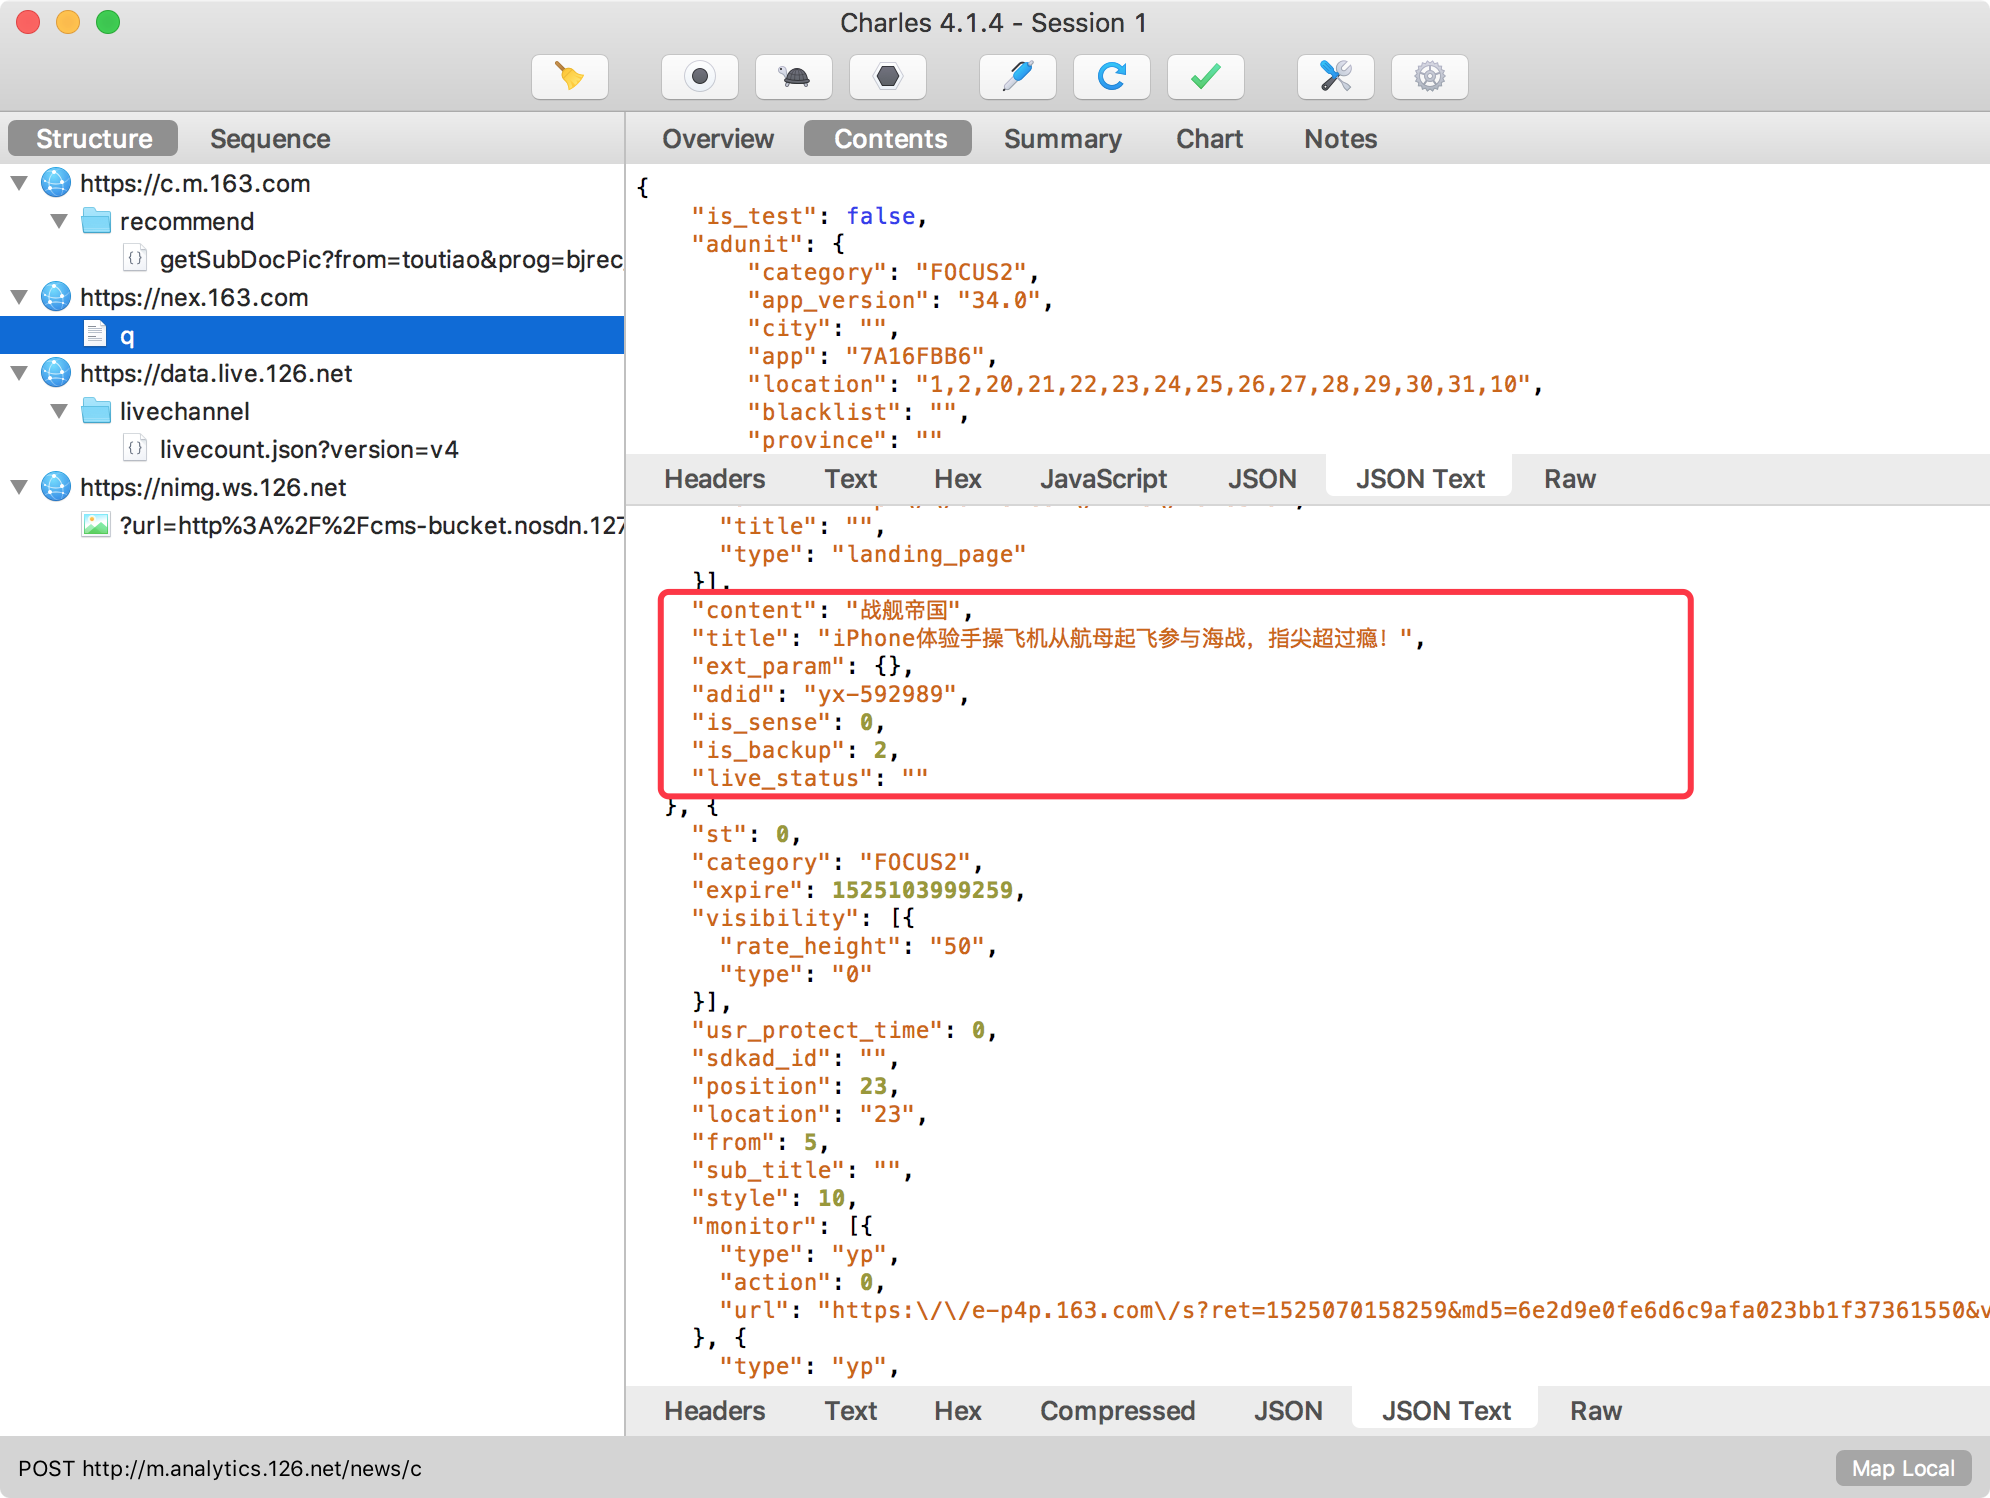 Charles 4.1.4 - Session 1
Structure
Sequence
https://c.m.163.com
recommend
getSubDocPic?from=toutiao&prog=bjrec
https://nex.163.com
q
https://data.live.126.net
livechannel
livecount.json?version=v4
https://nimg.ws.126.net
?url=http%3A%2F%2Fcms-bucket.nosdn.127
Overview
Contents
Summary
Chart
Notes
{
"is_test": false,
"adunit": {
"category": "FOCUS2",
"app_version": "34.0",
"city": "",
"app": "7A16FBB6",
"location": "1,2,20,21,22,23,24,25,26,27,28,29,30,31,10",
"blacklist": "",
"province": ""
Headers
Text
Hex
JavaScript
JSON
JSON Text
Raw
"title": "",
"type": "landing_page"
}],
"content": "战舰帝国",
"title": "iPhone体验手操飞机从航母起飞参与海战，指尖超过瘾！",
"ext_param": {},
"adid": "yx-592989",
"is_sense": 0,
"is_backup": 2,
"live_status": ""
}, {
"st": 0,
"category": "FOCUS2",
"expire": 1525103999259,
"visibility": [{
"rate_height": "50",
"type": "0"
}],
"usr_protect_time": 0,
"sdkad_id": "",
"position": 23,
"location": "23",
"from": 5,
"sub_title": "",
"style": 10,
"monitor": [{
"type": "yp",
"action": 0,
"url": "https:\/\/e-p4p.163.com\/s?ret=1525070158259&md5=6e2d9e0fe6d6c9afa023bb1f37361550&v
}, {
"type": "yp",
Headers
Text
Hex
Compressed
JSON
JSON Text
Raw
POST http://m.analytics.126.net/news/c
Map Local